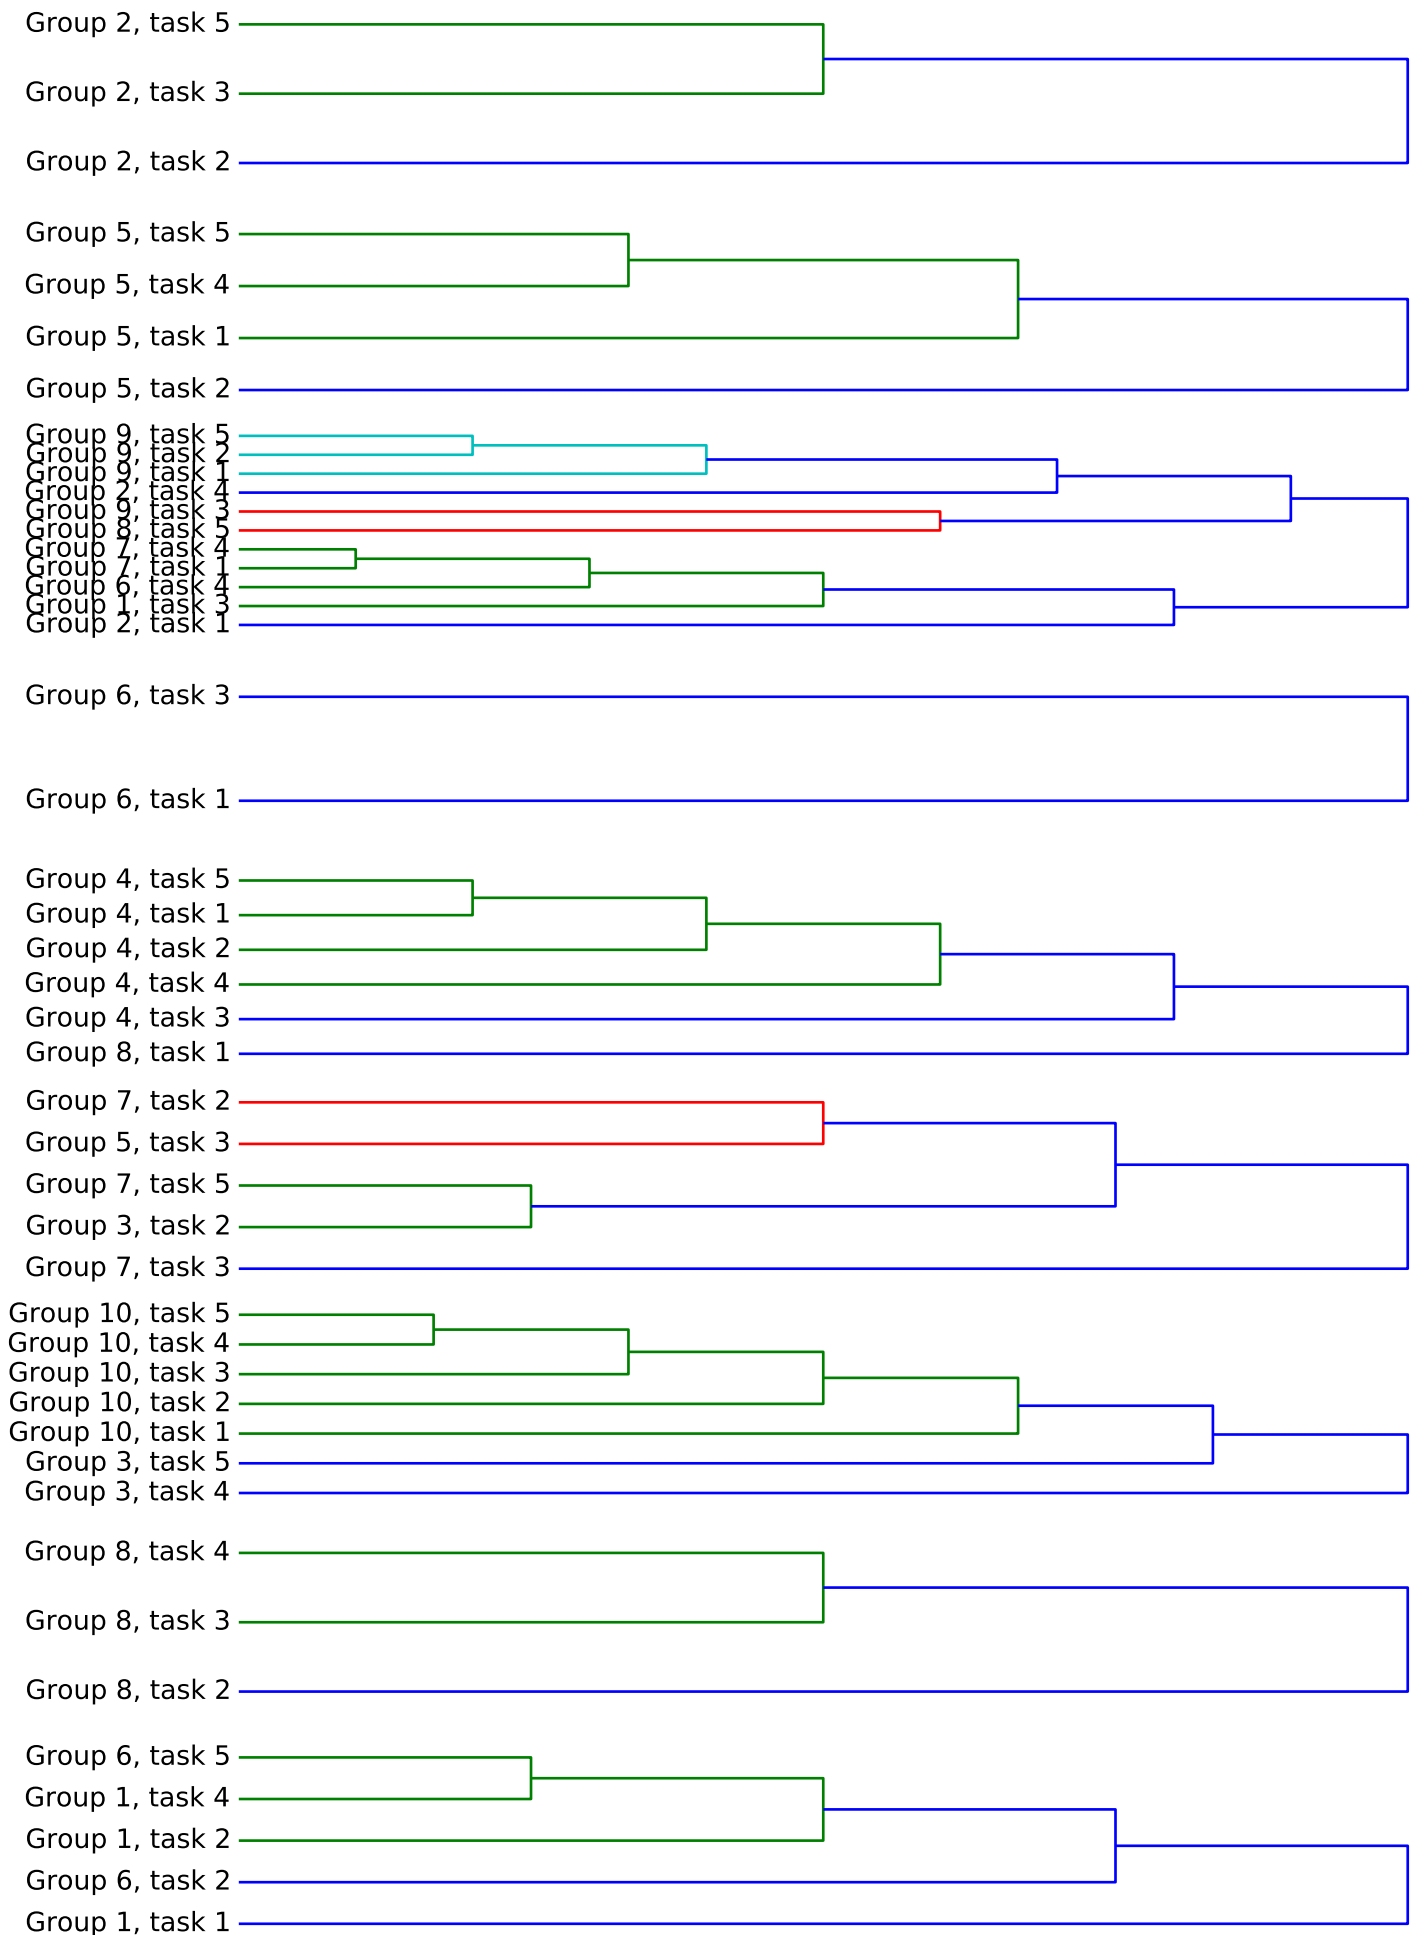 Group 2, task 5
Group 2, task 3
Group 2, task 2
Group 5, task 5
Group 5, task 4
Group 5, task 1
Group 5, task 2
Group 9, task 5
Group 9, task 2
Group 9, task 1
Group 2, task 4
Group 9, task 3
Group 8, task 5
Group 7, task 4
Group 7, task 1
Group 6, task 4
Group 1, task 3
Group 2, task 1
Group 6, task 3
Group 6, task 1
Group 4, task 5
Group 4, task 1
Group 4, task 2
Group 4, task 4
Group 4, task 3
Group 8, task 1
Group 7, task 2
Group 5, task 3
Group 7, task 5
Group 3, task 2
Group 7, task 3
Group 10, task 5
Group 10, task 4
Group 10, task 3
Group 10, task 2
Group 10, task 1
Group 3, task 5
Group 3, task 4
Group 8, task 4
Group 8, task 3
Group 8, task 2
Group 6, task 5
Group 1, task 4
Group 1, task 2
Group 6, task 2
Group 1, task 1